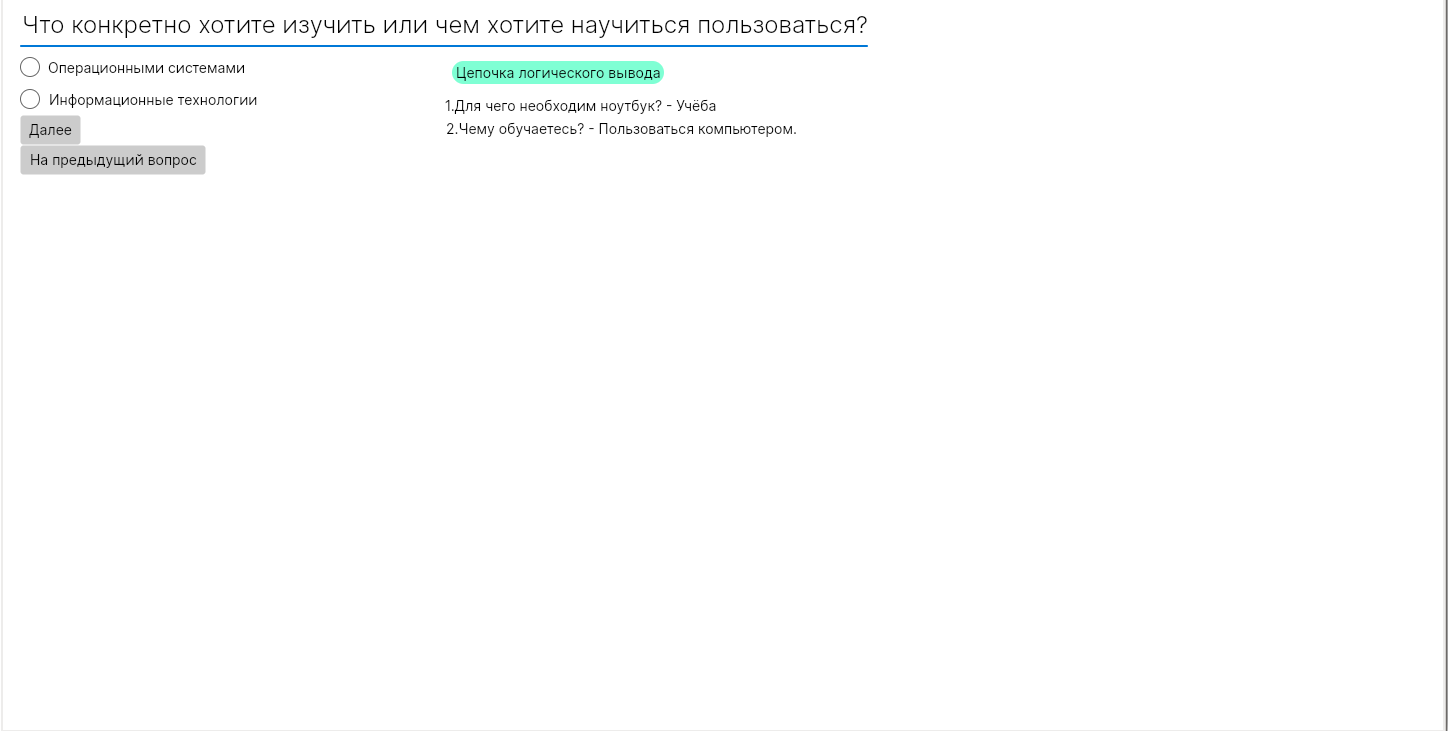 Что конкретно хотите изучить или чем хотите научиться пользоваться?
Операционными системами
Информационные технологии
Далее
На предыдущий вопрос
Цепочка логического вывода
1.Для чего необходим ноутбук? - Учёба
2.Чему обучаетесь? - Пользоваться компьютером.